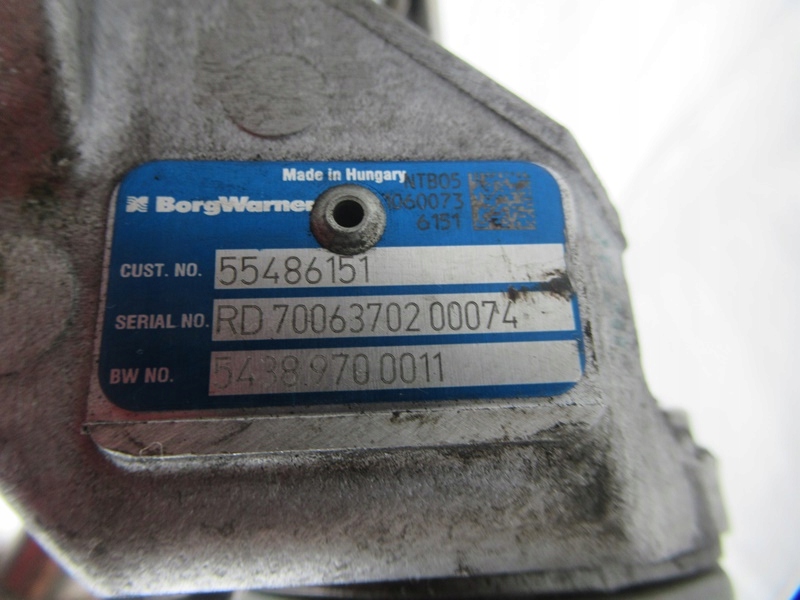 Made in Hungary
NTB05
BorgWarner
060073
6151
CUST. NO. 55486151
SERIAL NO. RD 70063702 00074
BW NO. 5438 970 0011